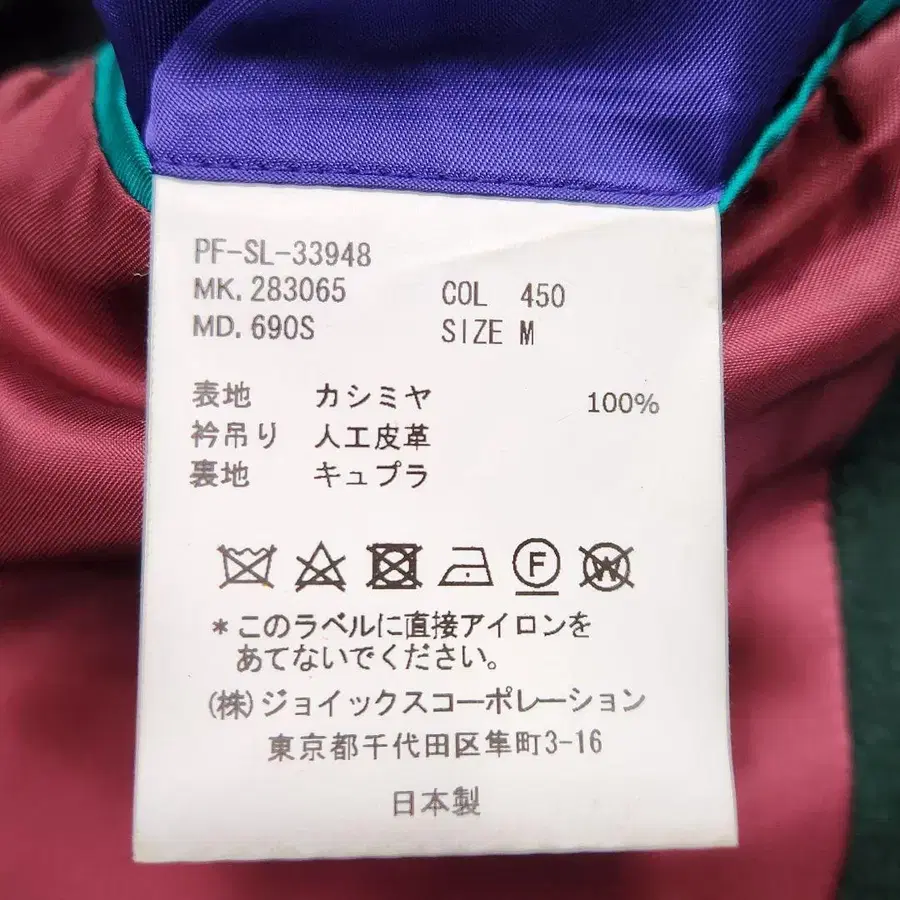 PF-SL-33948
MK. 283065 COL 450
MD. 690S SIZE M
表地 カシミヤ 100%
衿吊り 人工皮革
裏地 キュプラ
F W
*このラベルに直接アイロンを
あてないでください。
(株)ジョイックスコーポレーション
東京都千代田区隼町3-16
日本製